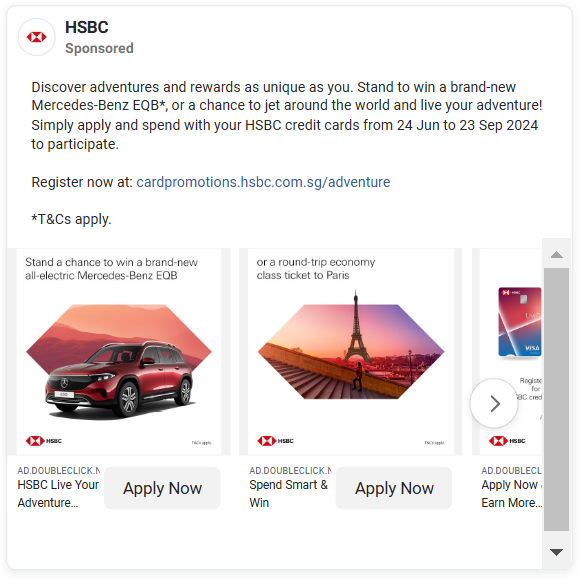 HSBC
Sponsored
Discover adventures and rewards as unique as you. Stand to win a brand-new
Mercedes-Benz EQB*, or a chance to jet around the world and live your adventure!
Simply apply and spend with your HSBC credit cards from 24 Jun to 23 Sep 2024
to participate.
Register now at: cardpromotions.hsbc.com.sg/adventure
*T&Cs apply.
Stand a chance to win a brand-new
all-electric Mercedes-Benz EQB
HSBC
T&Cs apply.
or a round-trip economy
class ticket to Paris
HSBC
T&Cs apply.
HSBC
Live
VISA
Registe
for
BC cred
HSBC
AD.DOUBLECLICK.N
HSBC Live Your
Adventure...
Apply Now
AD.DOUBLECLICK.N
Spend Smart &
Win
Apply Now
AD.DOUBLECL
Apply Now
Earn More...